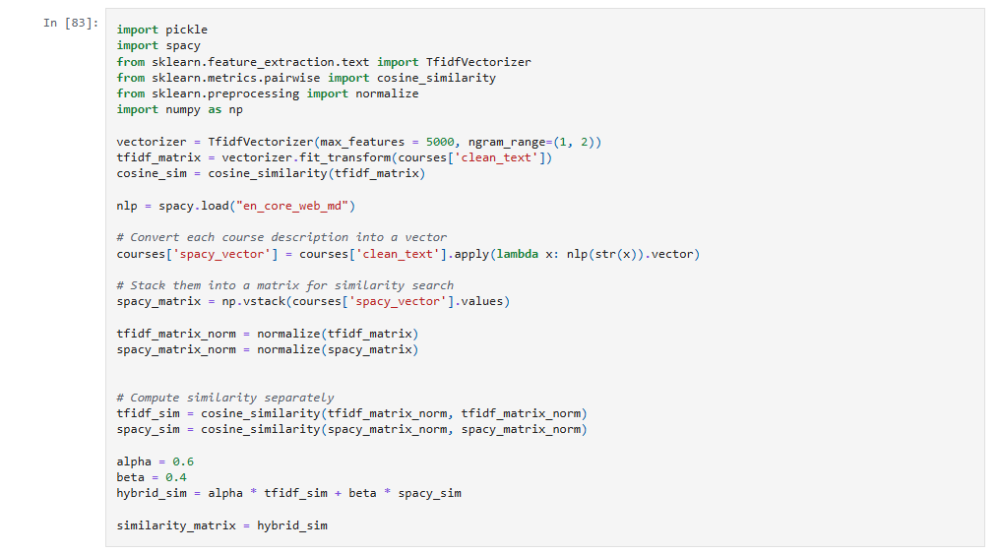 In [83]:
import pickle
import spacy
from sklearn.feature_extraction.text import TfidfVectorizer
from sklearn.metrics.pairwise import cosine_similarity
from sklearn.preprocessing import normalize
import numpy as np
vectorizer = TfidfVectorizer(max_features = 5000, ngram_range=(1, 2))
tfidf_matrix = vectorizer.fit_transform(courses['clean_text'])
cosine_sim = cosine_similarity(tfidf_matrix)
nlp = spacy.load("en_core_web_md")
# Convert each course description into a vector
courses['spacy_vector'] = courses['clean_text'].apply(lambda x: nlp(str(x)).vector)
# Stack them into a matrix for similarity search
spacy_matrix = np.vstack(courses['spacy_vector'].values)
tfidf_matrix_norm = normalize(tfidf_matrix)
spacy_matrix_norm = normalize(spacy_matrix)
# Compute similarity separately
tfidf_sim = cosine_similarity(tfidf_matrix_norm, tfidf_matrix_norm)
spacy_sim = cosine_similarity(spacy_matrix_norm, spacy_matrix_norm)
alpha = 0.6
beta = 0.4
hybrid_sim = alpha * tfidf_sim + beta * spacy_sim
similarity_matrix = hybrid_sim